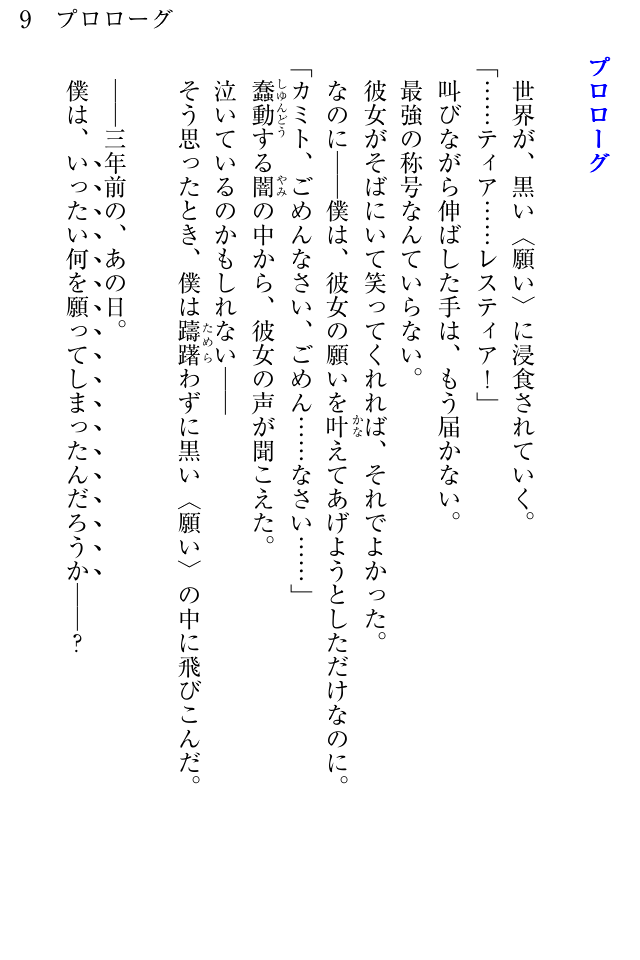 9 プロローグ
プロローグ
世界が、黒い〈願い〉に浸食されていく。
「……ティア……レスティア！」
叫びながら伸ばした手は、もう届かない。
最強の称号なんていらない。
彼女がそばにいて笑ってくれれば、それでよかった。
なのに――僕は、彼女の願いを叶えてあげようとしただけなのに。
「カミト、ごめんなさい、ごめん……なさい……」
蠢動する闇の中から、彼女の声が聞こえた。
泣いているのかもしれない――
そう思ったとき、僕は躊躇わずに黒い〈願い〉の中に飛びこんだ。
――三年前の、あの日。
僕は、いったい何を願ってしまったんだろうか――？